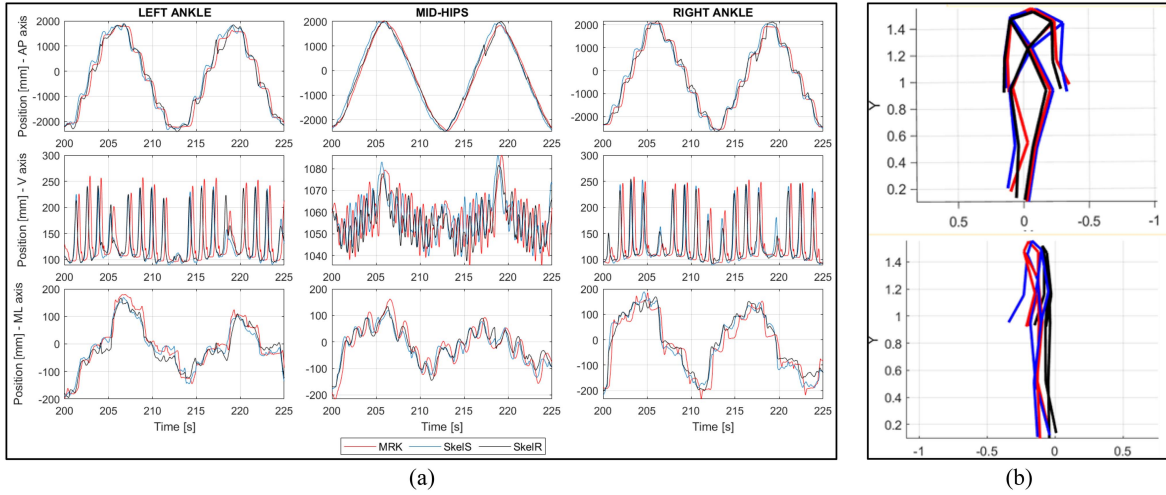 LEFT ANKLE MID-HIPS RIGHT ANKLE
Position [mm] - AP axis
2000 1000 0 -1000 -2000
200 205 210 215 220 225
2000 1000 0 -1000 -2000
200 205 210 215 220 225
2000 1000 0 -1000 -2000
200 205 210 215 220 225
Position [mm] - V axis
300 250 200 150 100
200 205 210 215 220 225
1080 1070 1060 1050 1040
200 205 210 215 220 225
250 200 150 100
200 205 210 215 220 225
Position [mm] - ML axis
200 100 0 -100 -200
200 205 210 215 220 225
200 100 0 -100 -200
200 205 210 215 220 225
200 100 0 -100 -200
200 205 210 215 220 225
Time [s] Time [s] Time [s]
MRK SkelS SkelR
(a)
Y
1.4
1.2
1
0.8
0.6
0.4
0.2
0.5 0 -0.5 -1
Y
1.4
1.2
1
0.8
0.6
0.4
0.2
-1 -0.5 0 0.5
(b)